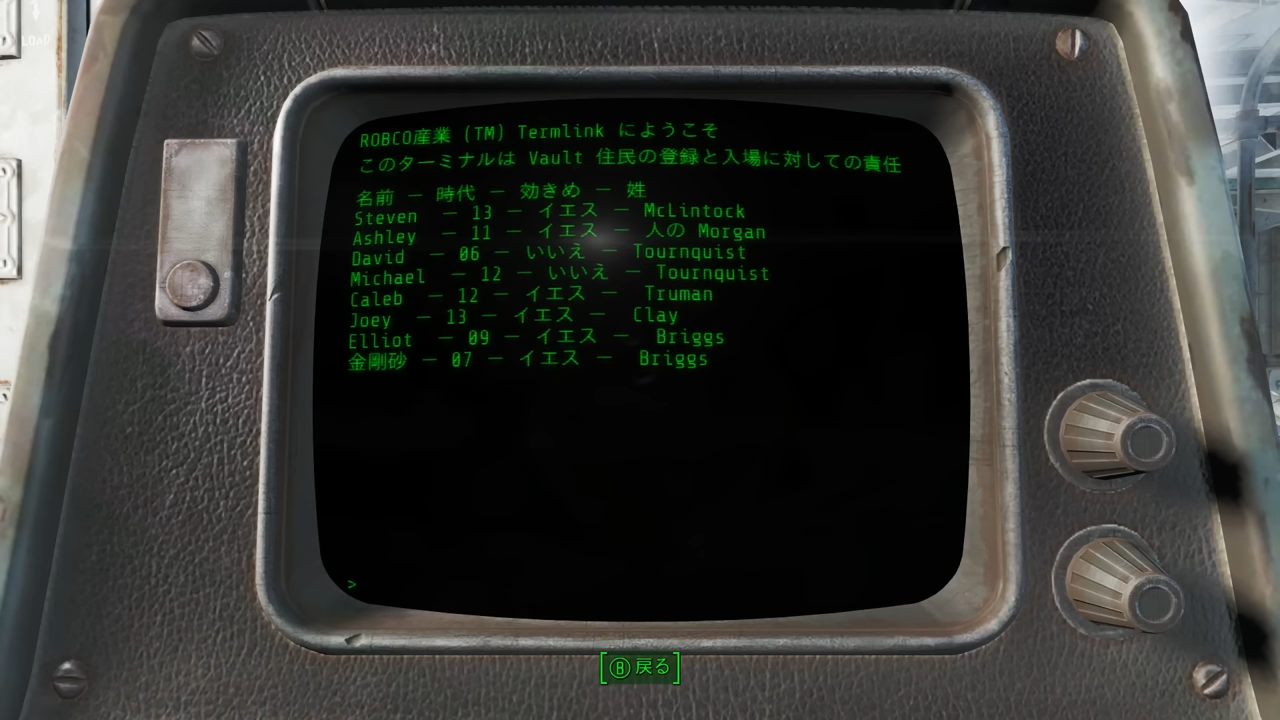 ROBCO産業 (TM) Termlink にようこそ
このターミナルは Vault 住民の登録と入場に対しての責任
名前 － 時代 － 効きめ － 姓
Steven － 13 － イエス － McLintock
Ashley － 11 － イエス － 人の Morgan
David － 06 － いいえ － Tournquist
Michael － 12 － いいえ － Tournquist
Caleb － 12 － イエス － Truman
Joey － 13 － イエス － Clay
Elliot － 09 － イエス － Briggs
金剛砂 － 07 － イエス － Briggs
>
[Ⓑ 戻る]